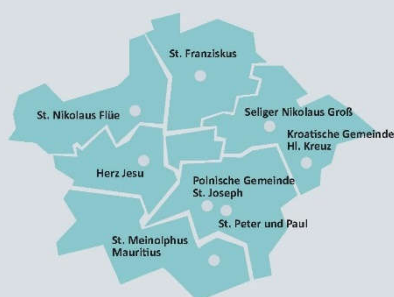 St. Franziskus
St. Nikolaus Flüe
Seliger Nikolaus Groß
Kroatische Gemeinde
Hl. Kreuz
Herz Jesu
Polnische Gemeinde
St. Joseph
St. Peter und Paul
St. Meinolphus
Mauritius